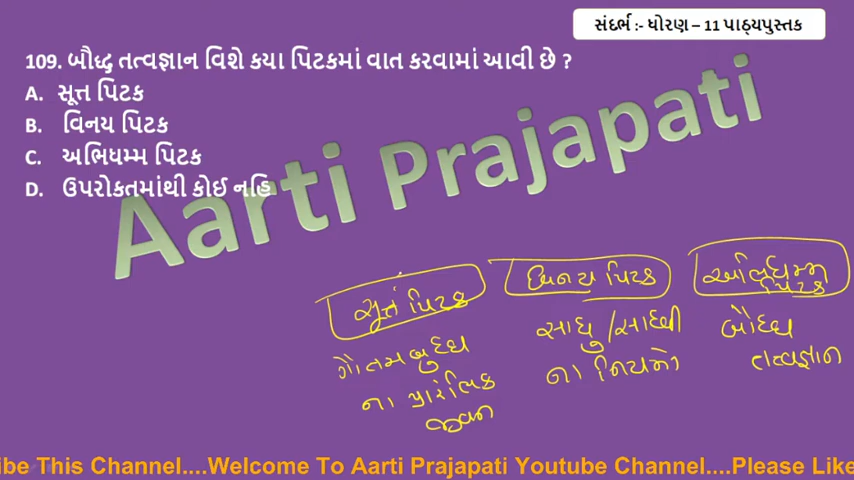 સંદર્ભ :- ધોરણ – 11 પાઠ્યપુસ્તક
109. બૌદ્ધ તત્વજ્ઞાન વિશે કયા પિટકમાં વાત કરવામાં આવી છે ?
A. સૂત્ત પિટક
B. વિનય પિટક
C. અભિધમ્મ પિટક
D. ઉપરોકતમાંથી કોઈ નહિ
Aarti Prajapati
સૂત્ત પિટક
ગૌતમબુદ્ધ
ના પ્રારંભિક
જીવન
વિનય પિટક
સાધુ/સાધ્વી
ના નિયમો
અભિધમ્મ
પિટક
બૌદ્ધ
તત્વજ્ઞાન
ibe This Channel....Welcome To Aarti Prajapati Youtube Channel....Please Like